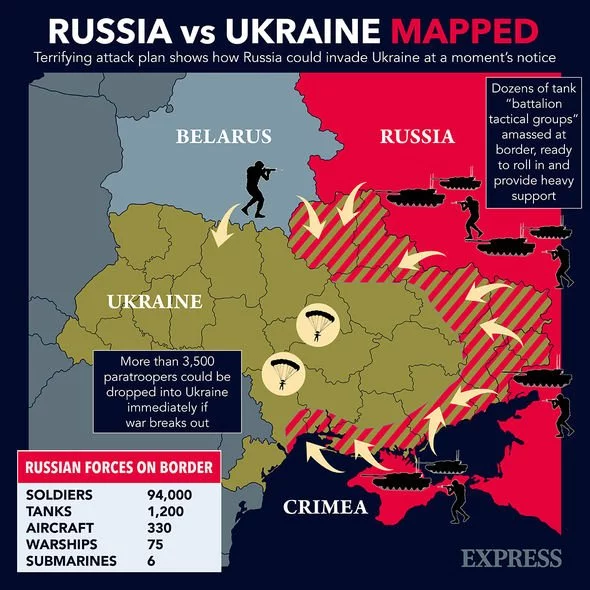 RUSSIA vs UKRAINE MAPPED
Terrifying attack plan shows how Russia could invade Ukraine at a moment's notice
Dozens of tank
"battalion
tactical groups"
amassed at
border, ready
to roll in and
provide heavy
support
BELARUS
RUSSIA
UKRAINE
More than 3,500
paratroopers could be
dropped into Ukraine
immediately if
war breaks out
RUSSIAN FORCES ON BORDER
SOLDIERS 94,000
TANKS 1,200
AIRCRAFT 330
WARSHIPS 75
SUBMARINES 6
CRIMEA
EXPRESS